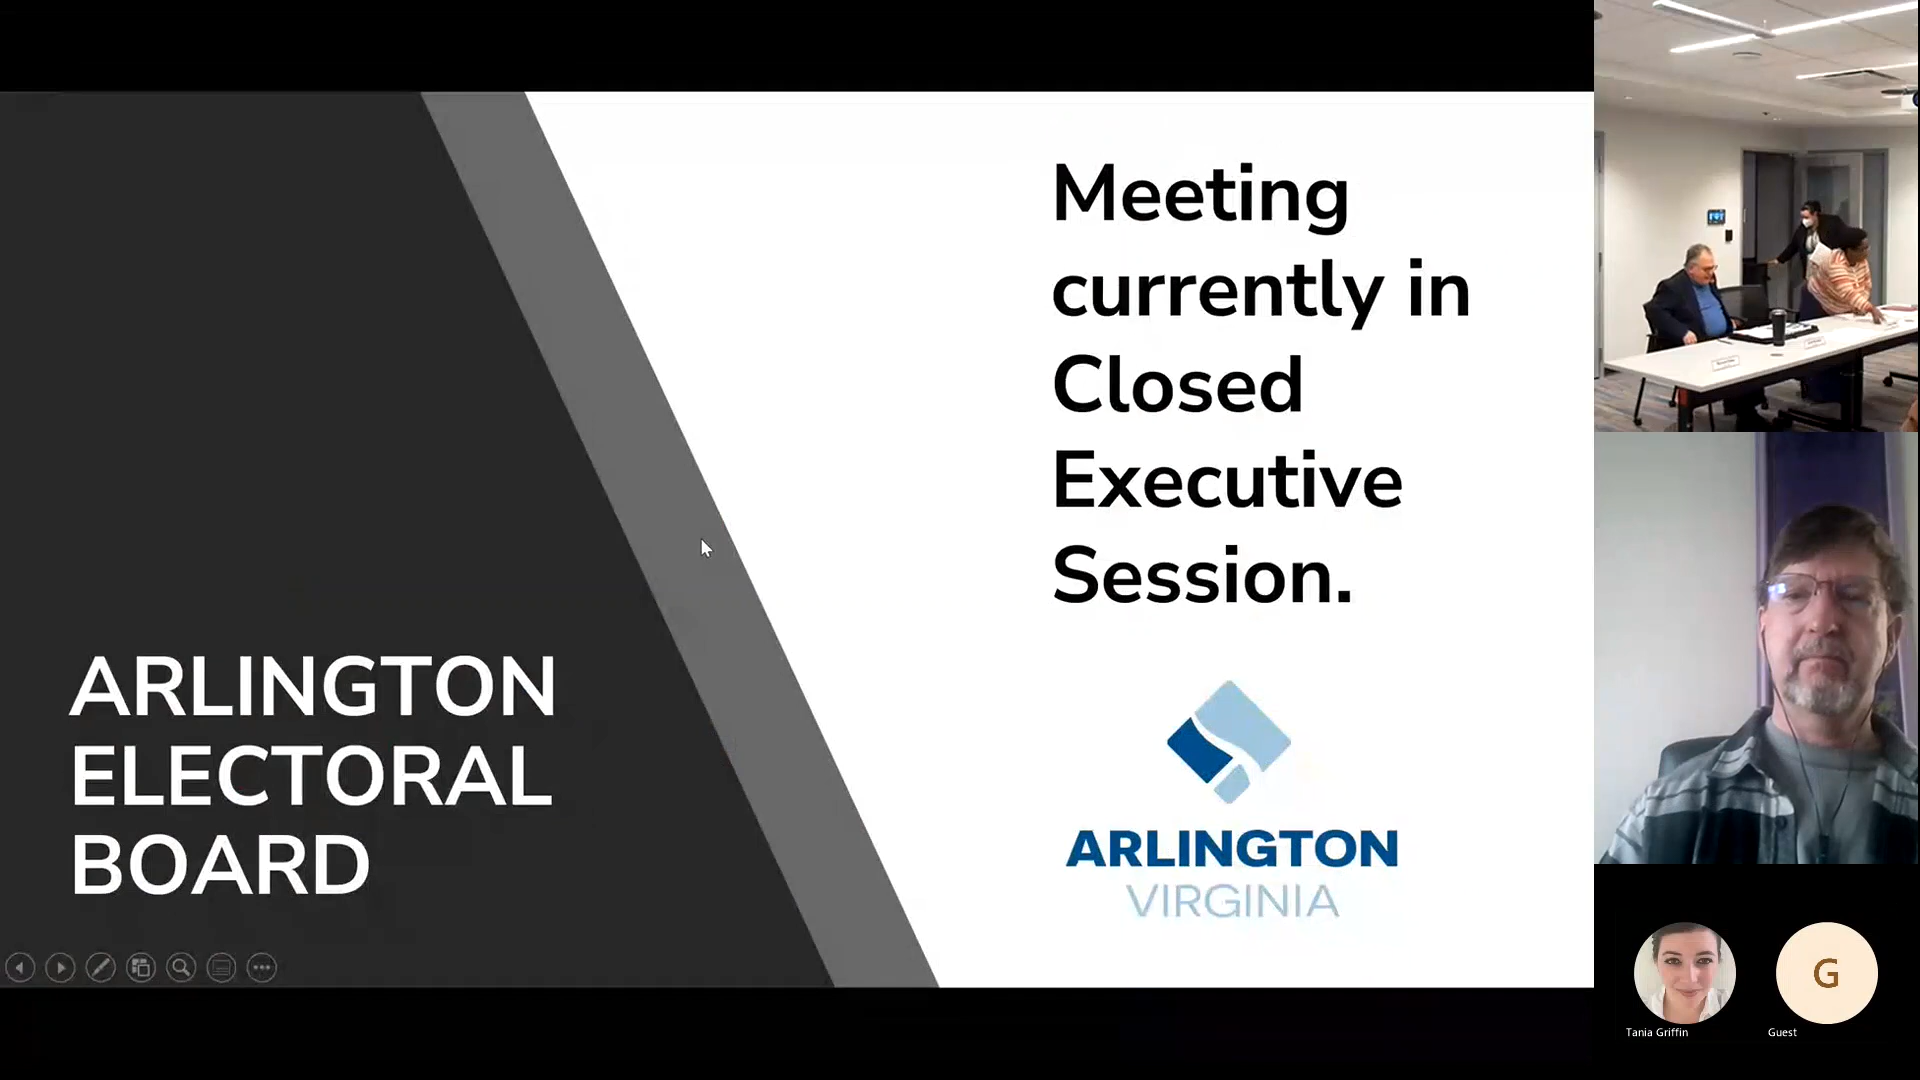 Meeting
currently in
Closed
Executive
Session.
ARLINGTON
ELECTORAL
BOARD
ARLINGTON
VIRGINIA
G
Tania Griffin
Guest